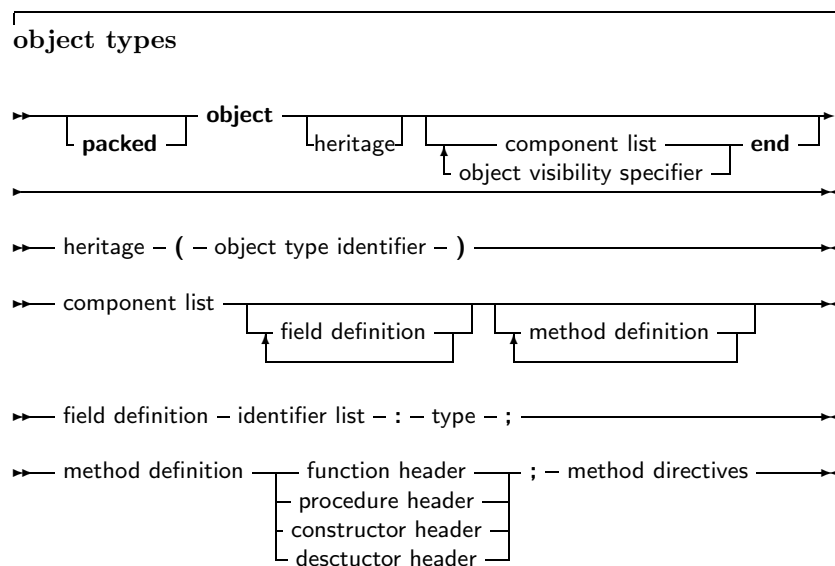 object types
packed object heritage component list end
object visibility specifier
heritage ( object type identifier )
component list field definition method definition
field definition identifier list : type ;
method definition function header ; method directives
procedure header
constructor header
desctuctor header